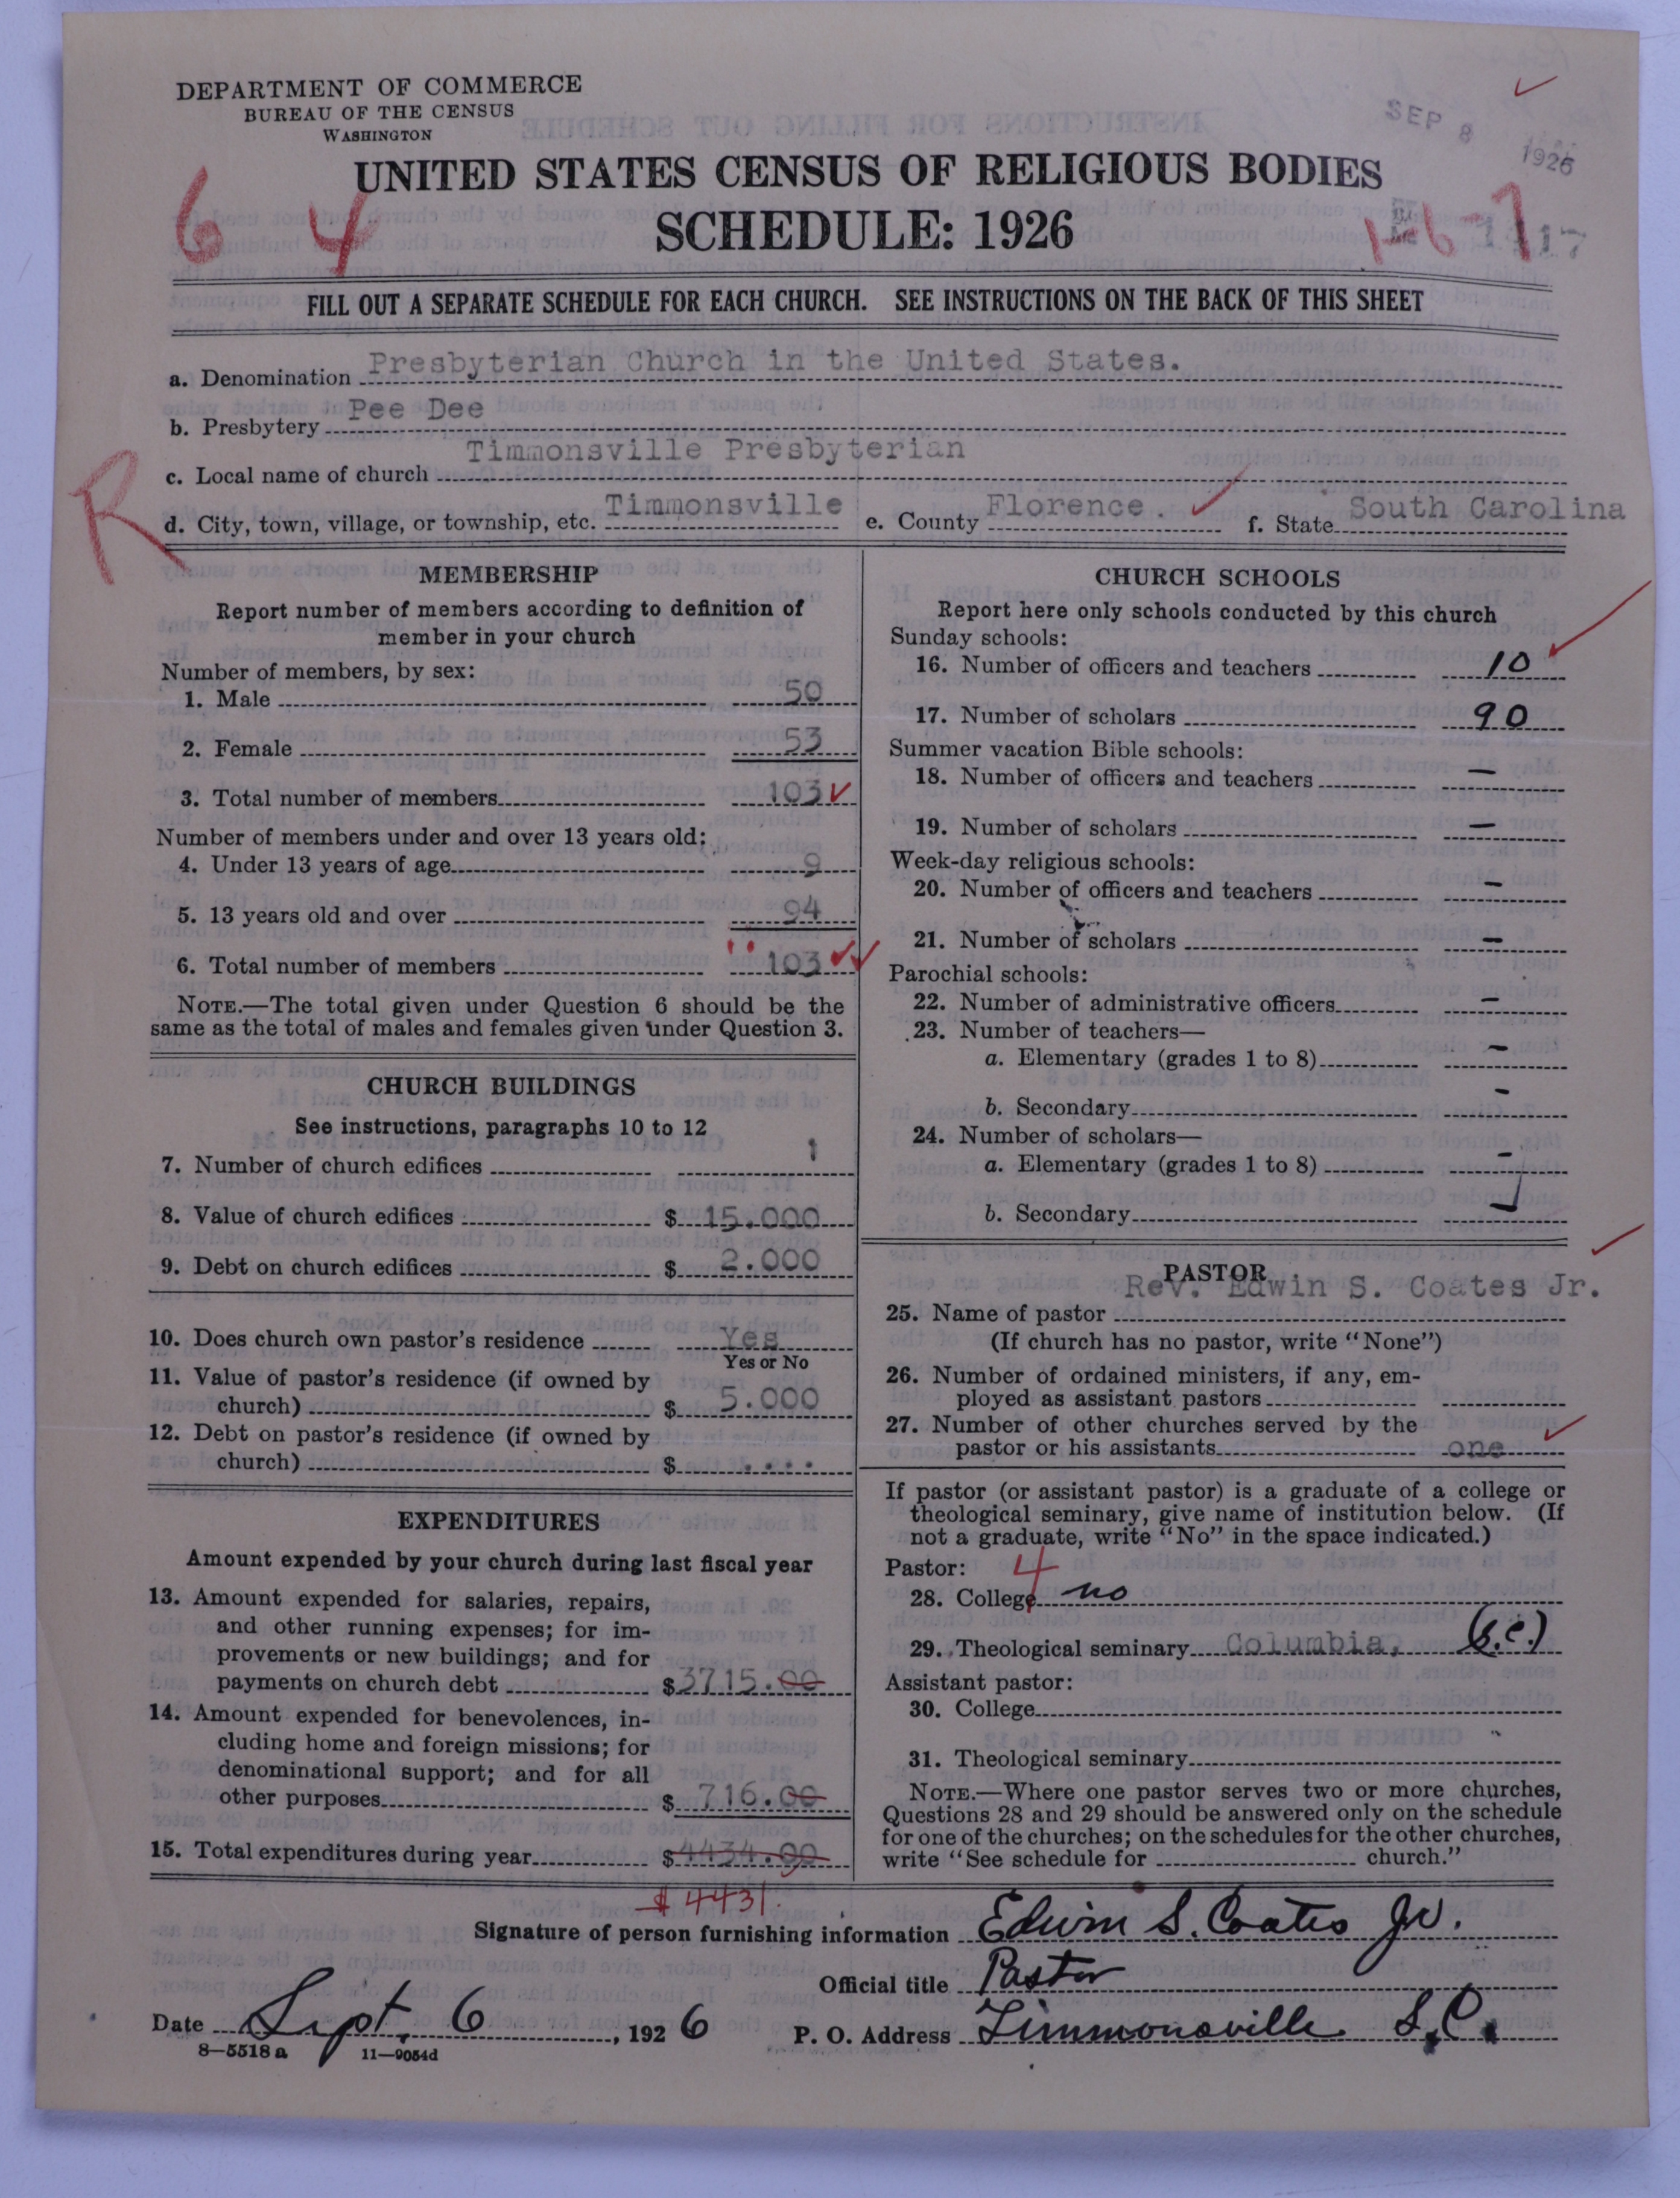 DEPARTMENT OF COMMERCE
BUREAU OF THE CENSUS
WASHINGTON
SEP 8 1926
UNITED STATES CENSUS OF RELIGIOUS BODIES
SCHEDULE: 1926
6 4
1-6-7
17
FILL OUT A SEPARATE SCHEDULE FOR EACH CHURCH. SEE INSTRUCTIONS ON THE BACK OF THIS SHEET
a. Denomination Presbyterian Church in the United States.
b. Presbytery Pee Dee
c. Local name of church Timmonsville Presbyterian
R
d. City, town, village, or township, etc. Timmonsville e. County Florence. f. State South Carolina
MEMBERSHIP
Report number of members according to definition of
member in your church
Number of members, by sex:
1. Male 50
2. Female 53
3. Total number of members 103
Number of members under and over 13 years old:
4. Under 13 years of age 9
5. 13 years old and over 94
6. Total number of members 103
NOTE.—The total given under Question 6 should be the
same as the total of males and females given under Question 3.
CHURCH BUILDINGS
See instructions, paragraphs 10 to 12
7. Number of church edifices 1
8. Value of church edifices $ 15.000
9. Debt on church edifices $ 2.000
10. Does church own pastor's residence Yes
Yes or No
11. Value of pastor's residence (if owned by
church) $ 5.000
12. Debt on pastor's residence (if owned by
church) $ ....
EXPENDITURES
Amount expended by your church during last fiscal year
13. Amount expended for salaries, repairs,
and other running expenses; for im-
provements or new buildings; and for
payments on church debt $3715.00
14. Amount expended for benevolences, in-
cluding home and foreign missions; for
denominational support; and for all
other purposes $ 716.00
15. Total expenditures during year $4434.00
$ 4431.
CHURCH SCHOOLS
Report here only schools conducted by this church
Sunday schools:
16. Number of officers and teachers 10
17. Number of scholars 90
Summer vacation Bible schools:
18. Number of officers and teachers —
19. Number of scholars —
Week-day religious schools:
20. Number of officers and teachers —
21. Number of scholars —
Parochial schools:
22. Number of administrative officers —
23. Number of teachers—
a. Elementary (grades 1 to 8) —
b. Secondary -
24. Number of scholars—
a. Elementary (grades 1 to 8) -
b. Secondary
PASTOR
25. Name of pastor Rev. Edwin S. Coates Jr.
(If church has no pastor, write "None")
26. Number of ordained ministers, if any, em-
ployed as assistant pastors
27. Number of other churches served by the
pastor or his assistants one
If pastor (or assistant pastor) is a graduate of a college or
theological seminary, give name of institution below. (If
not a graduate, write "No" in the space indicated.)
Pastor: 4
28. College no
29. Theological seminary Columbia, (S.C.)
Assistant pastor:
30. College
31. Theological seminary
NOTE.—Where one pastor serves two or more churches,
Questions 28 and 29 should be answered only on the schedule
for one of the churches; on the schedules for the other churches,
write "See schedule for church."
Signature of person furnishing information Edwin S. Coates Jr.
Official title Pastor
Date Sept. 6, 1926 P. O. Address Timmonsville S.C.
8—5518 a 11—9054d